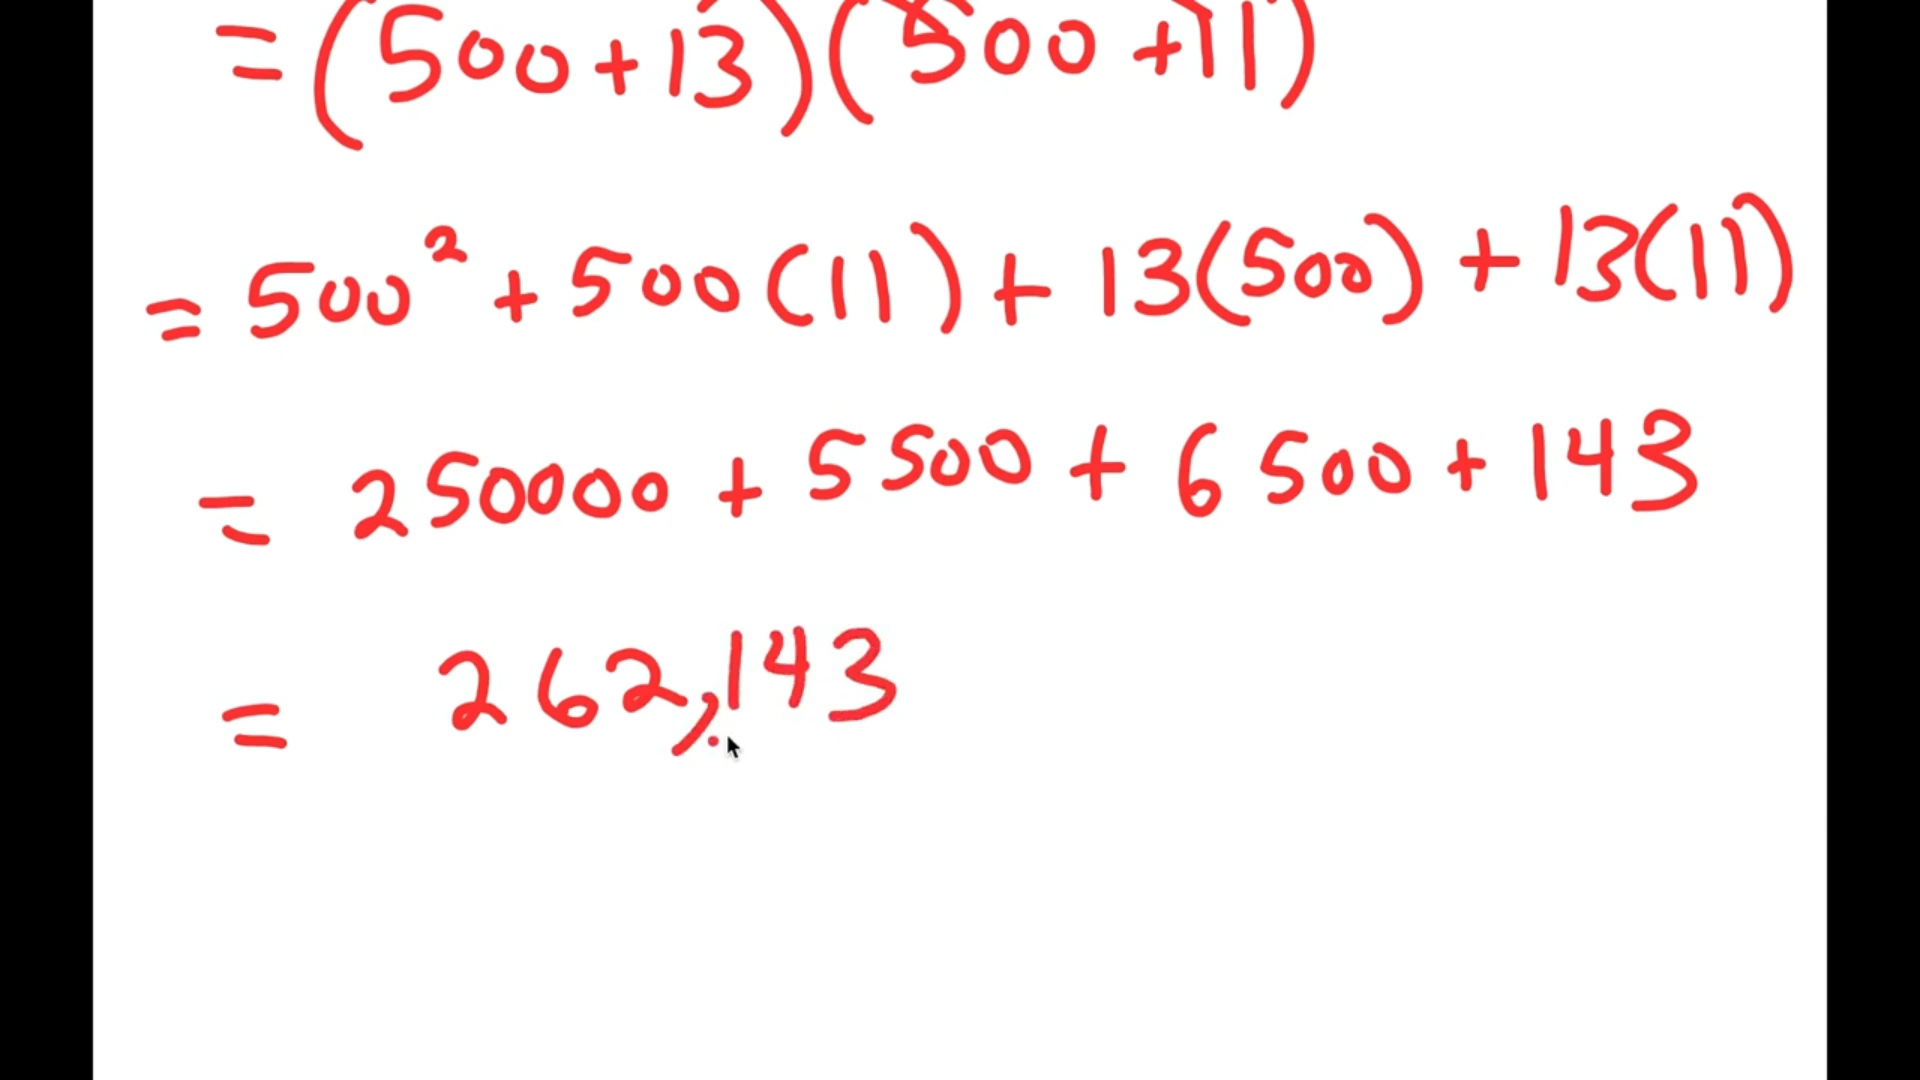 = (500+13)(500+11)
= 500² + 500(11) + 13(500) + 13(11)
= 250000 + 5500 + 6500 + 143
= 262,143